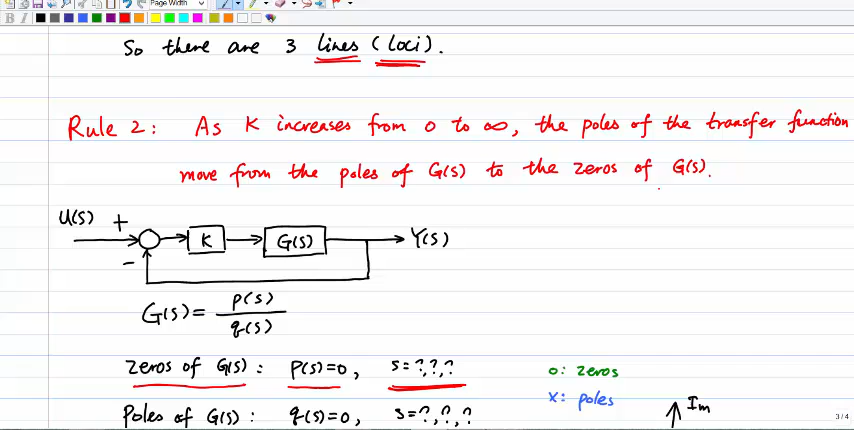 Page Width
B I
So there are 3 lines (loci).
Rule 2: As K increases from 0 to ∞, the poles of the transfer function
move from the poles of G(s) to the zeros of G(s).
U(s) + K G(s) Y(s)
−
G(s) = p(s) / q(s)
Zeros of G(s): p(s)=0, s=?,?,?
o: zeros
Poles of G(s): q(s)=0, s=?,?,?
x: poles
Im
3 / 4